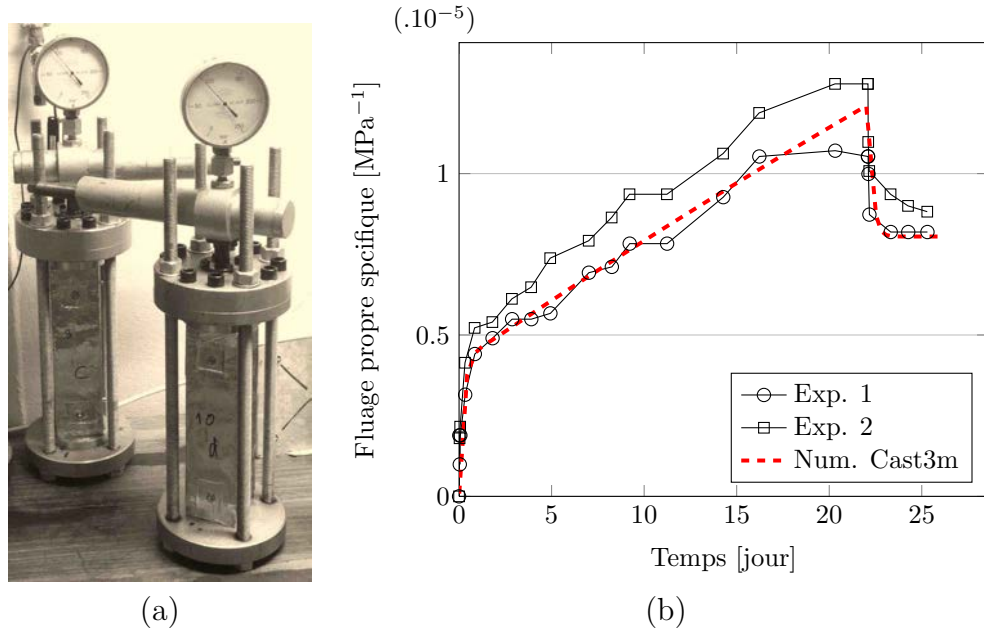 (.10⁻⁵)
Fluage propre spcifique [MPa⁻¹]
1
0.5
0
0 5 10 15 20 25
Temps [jour]
Exp. 1
Exp. 2
Num. Cast3m
C
10
d
(a)
(b)